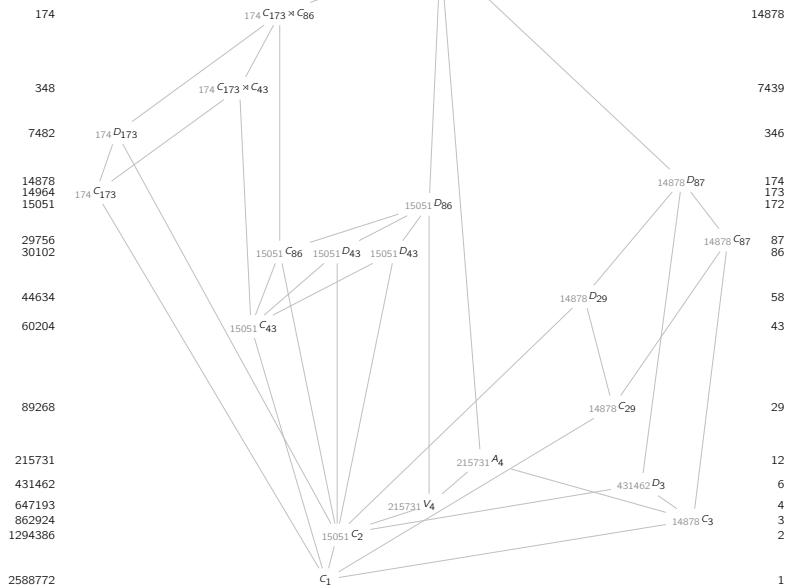 174 174 C173⋊C86 14878
348 174 C173⋊C43 7439
7482 174 D173 346
14878 14878 D87 174
14964 174 C173 173
15051 15051 D86 172
29756 14878 C87 87
30102 15051 C86 15051 D43 15051 D43 86
44634 14878 D29 58
60204 15051 C43 43
89268 14878 C29 29
215731 215731 A4 12
431462 431462 D3 6
647193 215731 V4 4
862924 14878 C3 3
1294386 15051 C2 2
2588772 C1 1